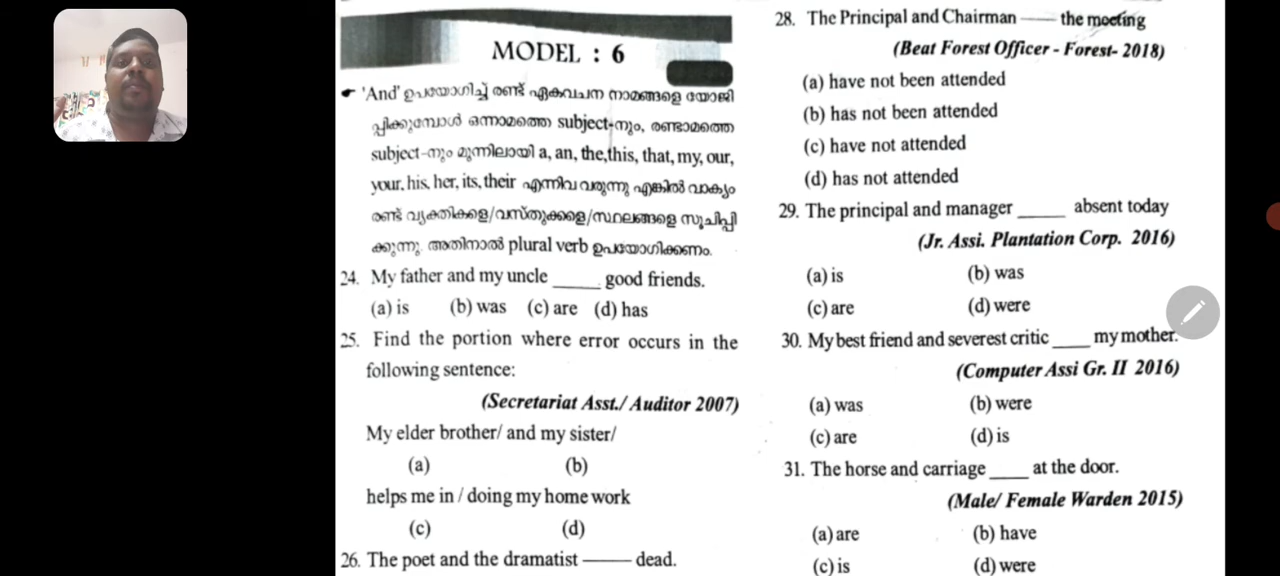 MODEL : 6
☛ 'And' ഉപയോഗിച്ച് രണ്ട് ഏകവചന നാമങ്ങളെ യോജി
പ്പിക്കുമ്പോൾ ഒന്നാമത്തെ subject-നും, രണ്ടാമത്തെ
subject-നും മുന്നിലായി a, an, the,this, that, my, our,
your, his, her, its, their എന്നിവ വരുന്നു എങ്കിൽ വാക്യം
രണ്ട് വ്യക്തികളെ/വസ്തുക്കളെ/സ്ഥലങ്ങളെ സൂചിപ്പി
ക്കുന്നു. അതിനാൽ plural verb ഉപയോഗിക്കണം.
24. My father and my uncle _____ good friends.
(a) is (b) was (c) are (d) has
25. Find the portion where error occurs in the
following sentence:
(Secretariat Asst./ Auditor 2007)
My elder brother/ and my sister/
(a) (b)
helps me in / doing my home work
(c) (d)
26. The poet and the dramatist —— dead.
28. The Principal and Chairman —— the meeting
(Beat Forest Officer - Forest- 2018)
(a) have not been attended
(b) has not been attended
(c) have not attended
(d) has not attended
29. The principal and manager _____ absent today
(Jr. Assi. Plantation Corp. 2016)
(a) is (b) was
(c) are (d) were
30. My best friend and severest critic ____ my mother.
(Computer Assi Gr. II 2016)
(a) was (b) were
(c) are (d) is
31. The horse and carriage ____ at the door.
(Male/ Female Warden 2015)
(a) are (b) have
(c) is (d) were